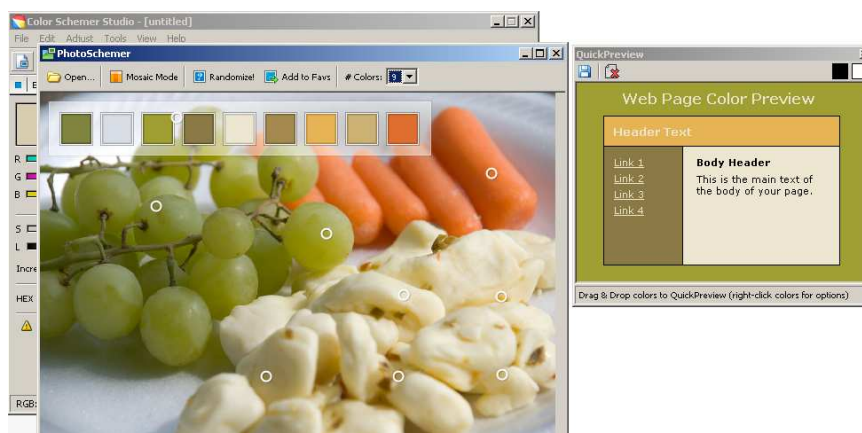 Color Schemer Studio - [untitled]
File Edit Adjust Tools View Help
PhotoSchemer
Open... Mosaic Mode Randomize! Add to Favs # Colors: 9
R
G
B
S
L
Incre
HEX
RGB:
QuickPreview
Web Page Color Preview
Header Text
Link 1
Link 2
Link 3
Link 4
Body Header
This is the main text of
the body of your page.
Drag & Drop colors to QuickPreview (right-click colors for options)